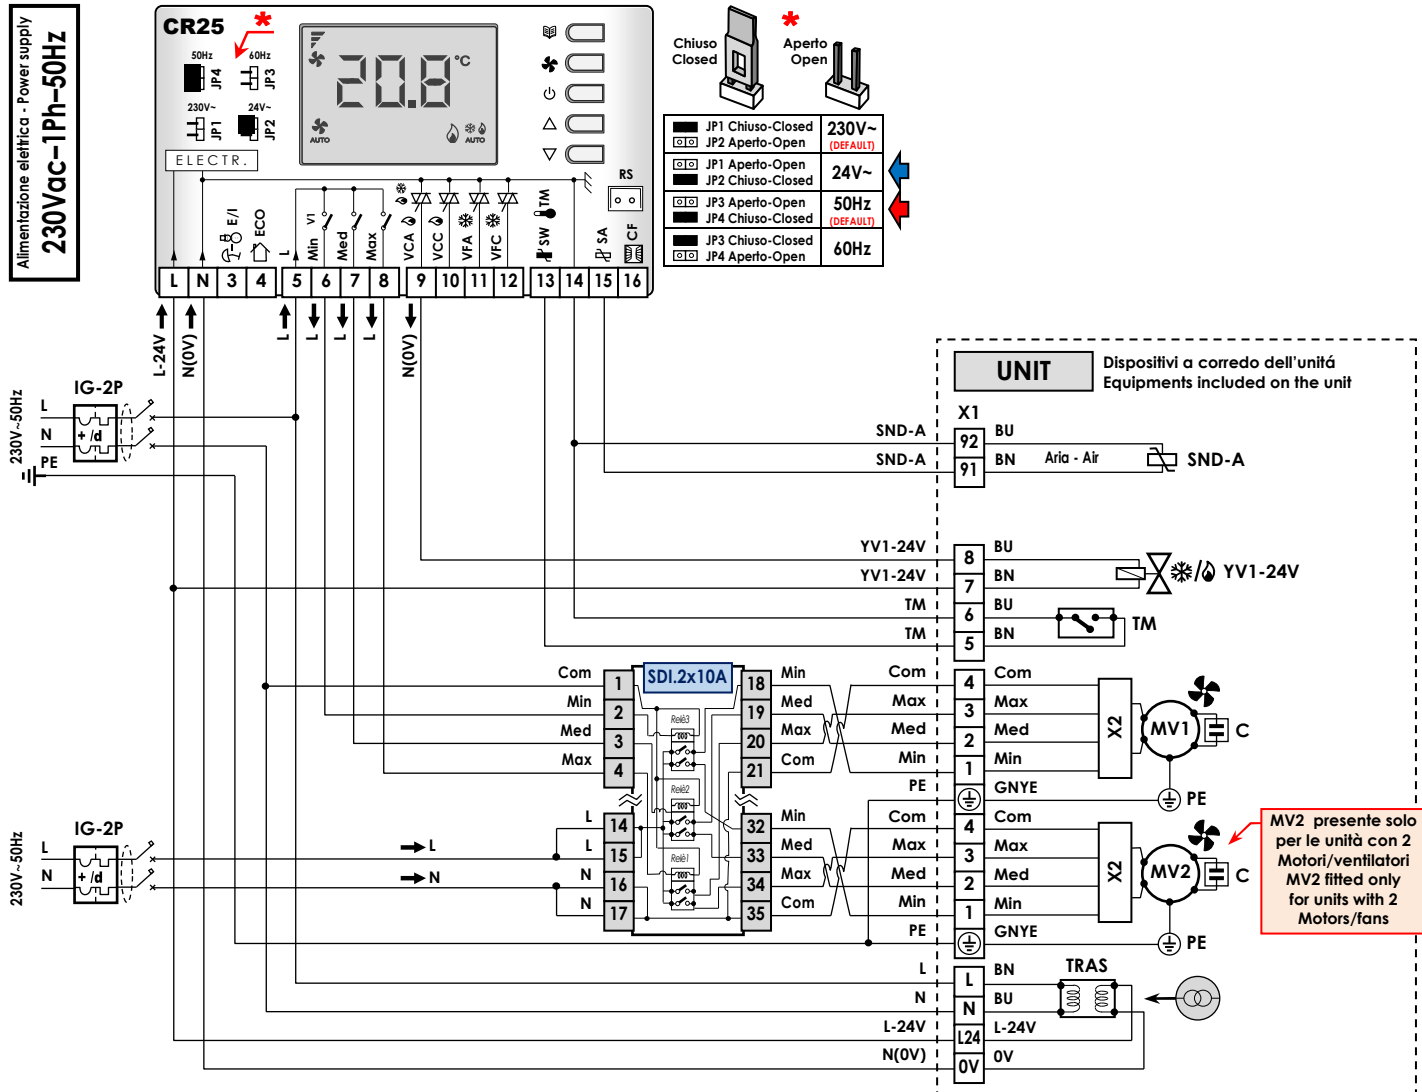 Alimentazione elettrica - Power supply
230Vac-1Ph-50Hz
CR25
*
50Hz
JP4
60Hz
JP3
230V~
JP1
24V~
JP2
ELECTR.
20.8 °C
AUTO
AUTO
RS
E/I
ECO
L
Min
V1
Med
Max
VCA
VCC
VFA
VFC
SW
TM
SA
CF
L N 3 4 5 6 7 8 9 10 11 12 13 14 15 16
Chiuso
Closed
*
Aperto
Open
JP1 Chiuso-Closed
JP2 Aperto-Open
230V~
(DEFAULT)
JP1 Aperto-Open
JP2 Chiuso-Closed
24V~
JP3 Aperto-Open
JP4 Chiuso-Closed
50Hz
(DEFAULT)
JP3 Chiuso-Closed
JP4 Aperto-Open
60Hz
L-24V
N(0V)
L
L
L
L
N(0V)
IG-2P
230V~50Hz
L
N
PE
+ /d
UNIT
Dispositivi a corredo dell'unitá
Equipments included on the unit
X1
SND-A 92 BU
SND-A 91 BN
Aria - Air
SND-A
YV1-24V 8 BU
YV1-24V 7 BN
/ YV1-24V
TM 6 BU
TM 5 BN
TM
SDI.2x10A
Com 1
Min 2
Med 3
Max 4
Relè3
Relè2
Relè1
18 Min
19 Med
20 Max
21 Com
Com 4 Com
Max 3 Max
Med 2 Med
Min 1 Min
PE GNYE
X2
MV1
C
PE
IG-2P
230V~50Hz
L
N
+ /d
L
N
L 14
L 15
N 16
N 17
32 Min
33 Med
34 Max
35 Com
Com 4 Com
Max 3 Max
Med 2 Med
Min 1 Min
PE GNYE
X2
MV2
C
PE
MV2 presente solo
per le unità con 2
Motori/ventilatori
MV2 fitted only
for units with 2
Motors/fans
L L BN
N N BU
L-24V L24 L-24V
N(0V) 0V 0V
TRAS